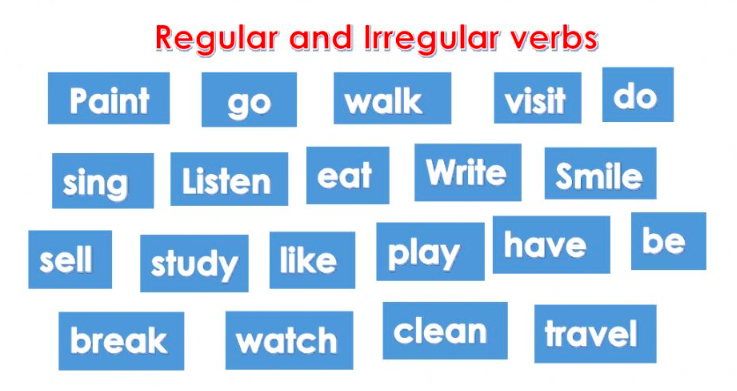 Regular and Irregular verbs
Paint go walk visit do
sing Listen eat Write Smile
sell study like play have be
break watch clean travel